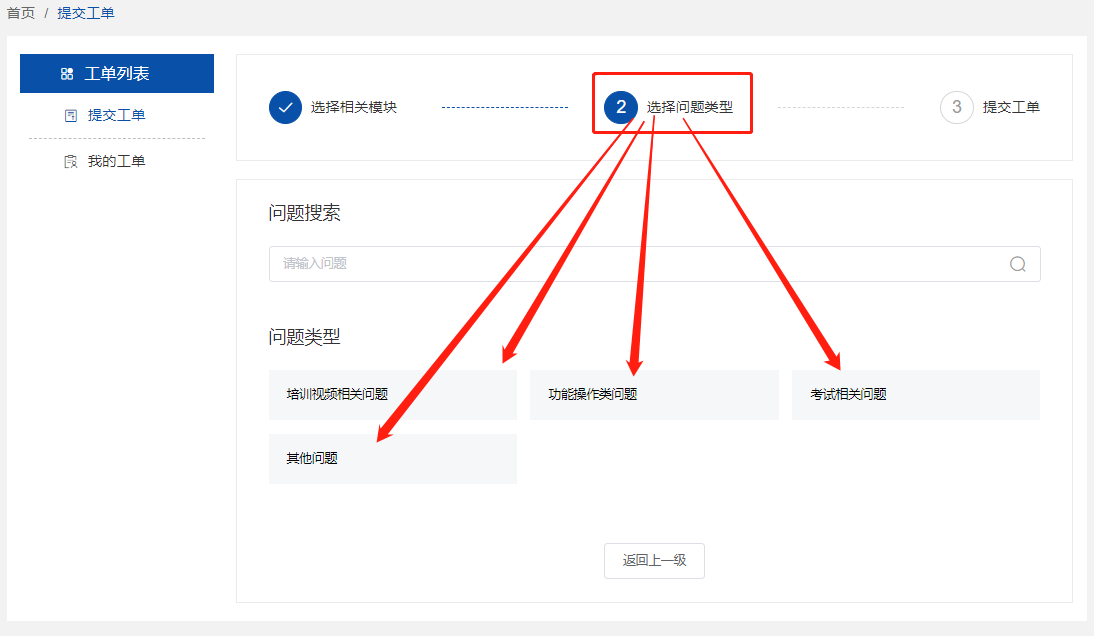 首页 / 提交工单
工单列表
提交工单
我的工单
选择相关模块
2 选择问题类型
3 提交工单
问题搜索
请输入问题
问题类型
培训视频相关问题
功能操作类问题
考试相关问题
其他问题
返回上一级